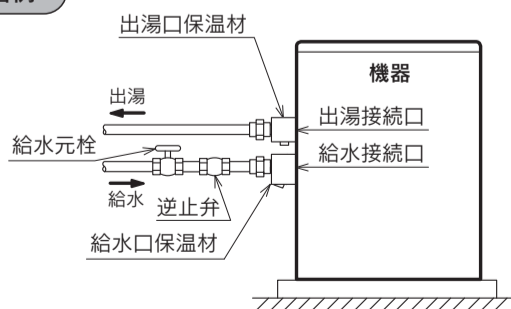 出湯口保温材
機器
出湯
出湯接続口
給水元栓
給水接続口
給水
逆止弁
給水口保温材